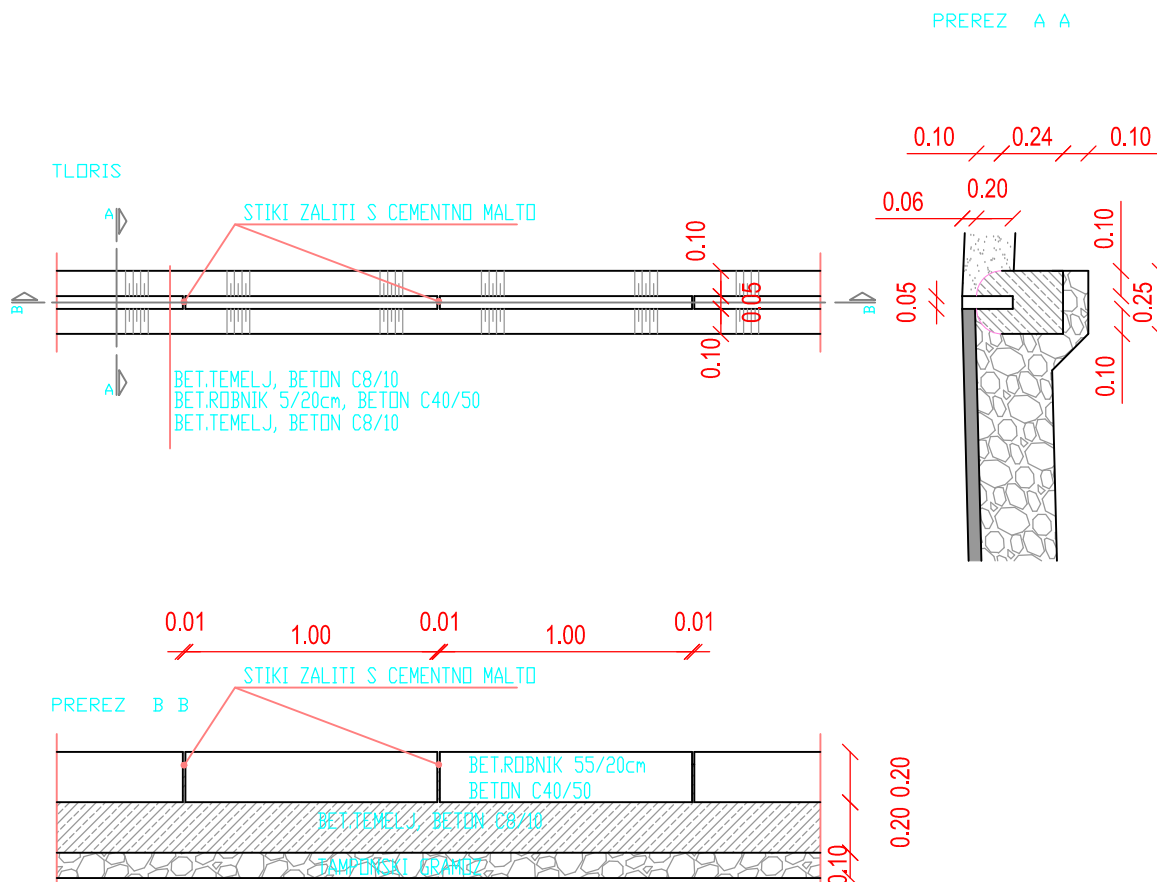 PREREZ A A
0.10 0.24 0.10
TLORIS
0.20
0.06
A
STIKI ZALITI S CEMENTNO MALTO
0.10
0.10
B
B
0.05
0.05
0.25
0.10
0.10
A
BET.TEMELJ, BETON C8/10
BET.ROBNIK 5/20cm, BETON C40/50
BET.TEMELJ, BETON C8/10
0.01 1.00 0.01 1.00 0.01
STIKI ZALITI S CEMENTNO MALTO
PREREZ B B
BET.ROBNIK 55/20cm
BETON C40/50
0.20
BET.TEMELJ, BETON C8/10
0.20
TAMPONSKI GRAMOZ
0.10